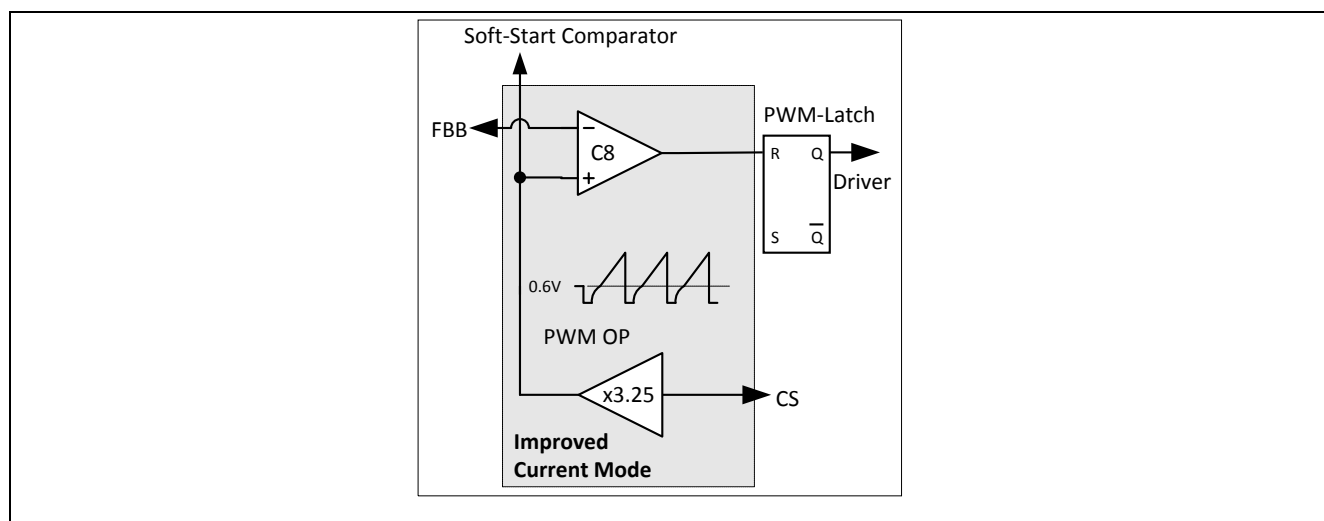 Soft-Start Comparator
FBB
−
C8
+
PWM-Latch
R
Q
Driver
S
Q̅
0.6V
PWM OP
x3.25
CS
Improved
Current Mode